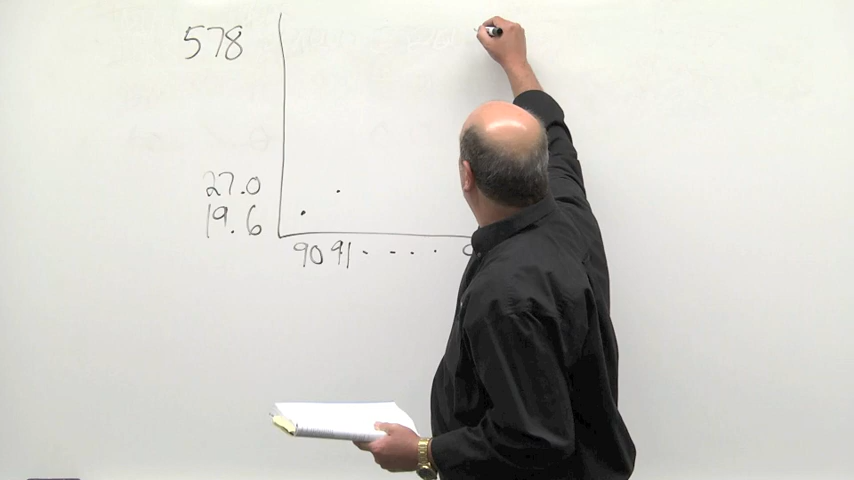 578
27.0
19.6
90 91 . . . .